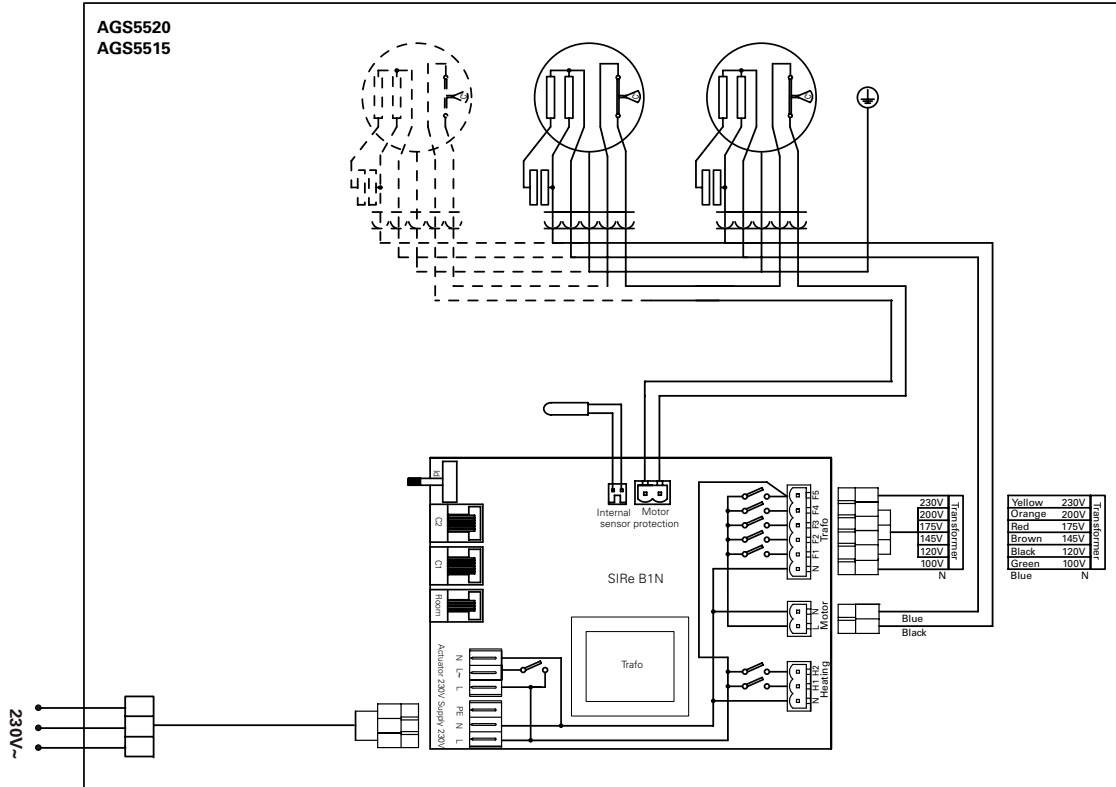 AGS5520
AGS5515
Internal
sensor
Motor
protection
Id
C2
C1
Room
SIRe B1N
Trafo
Actuator 230V
N
L~
L
Supply 230V
PE
N
L
F5
F4
F3
F2
F1
N
Trafo
N
L
Motor
H2
H1
N
Heating
230V
200V
175V
145V
120V
100V
N
Transformer
Yellow 230V
Orange 200V
Red 175V
Brown 145V
Black 120V
Green 100V
Blue N
Transformer
Blue
Black
230V~